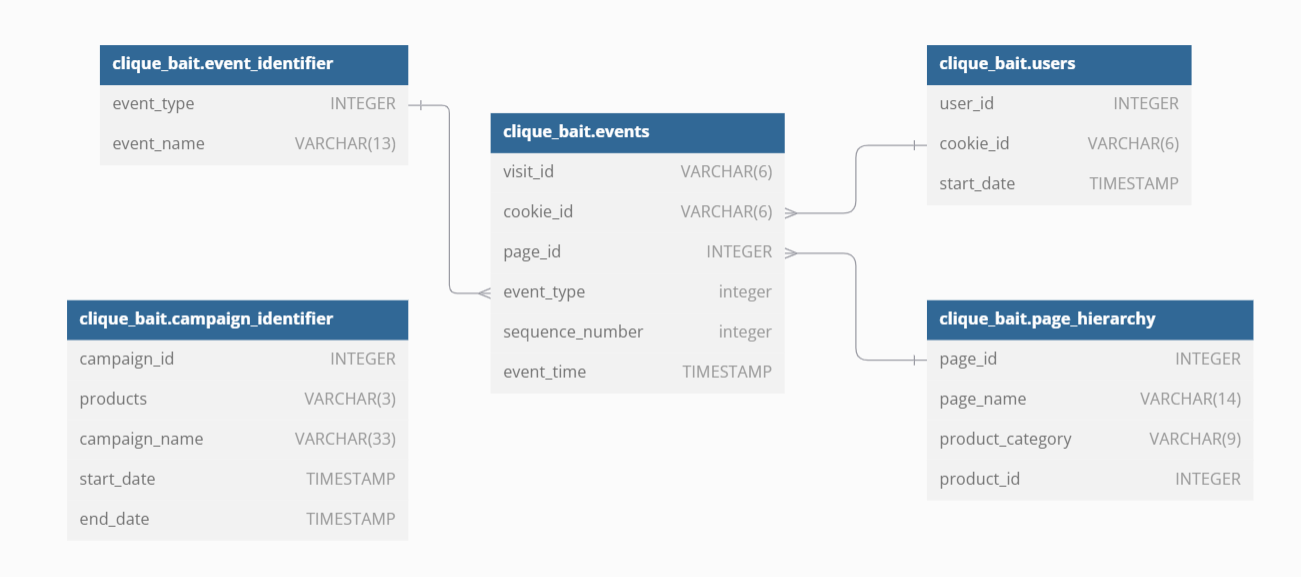 clique_bait.event_identifier
event_type INTEGER
event_name VARCHAR(13)
clique_bait.campaign_identifier
campaign_id INTEGER
products VARCHAR(3)
campaign_name VARCHAR(33)
start_date TIMESTAMP
end_date TIMESTAMP
clique_bait.events
visit_id VARCHAR(6)
cookie_id VARCHAR(6)
page_id INTEGER
event_type integer
sequence_number integer
event_time TIMESTAMP
clique_bait.users
user_id INTEGER
cookie_id VARCHAR(6)
start_date TIMESTAMP
clique_bait.page_hierarchy
page_id INTEGER
page_name VARCHAR(14)
product_category VARCHAR(9)
product_id INTEGER